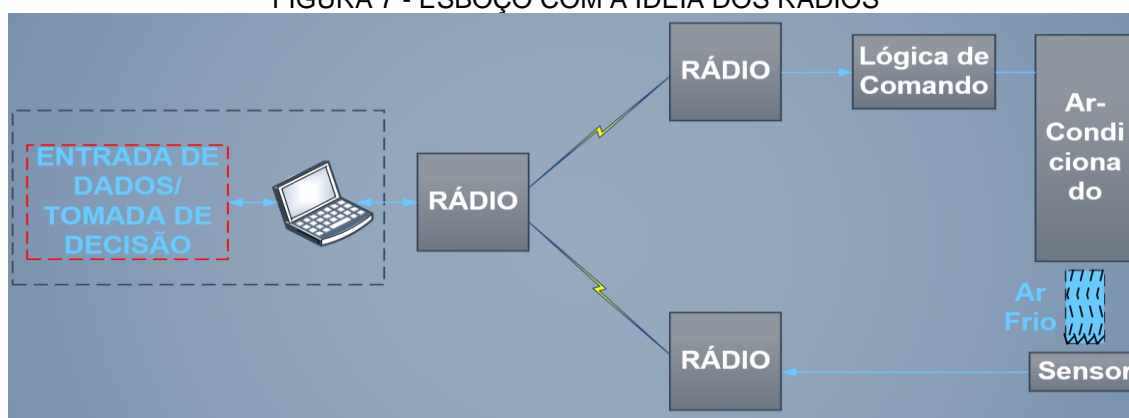 FIGURA 7 - ESBOÇO COM A IDEIA DOS RÁDIOS
RÁDIO
Lógica de
Comando
Ar-
Condi
ciona
do
ENTRADA DE
DADOS/
TOMADA DE
DECISÃO
RÁDIO
Ar
Frio
RÁDIO
Sensor